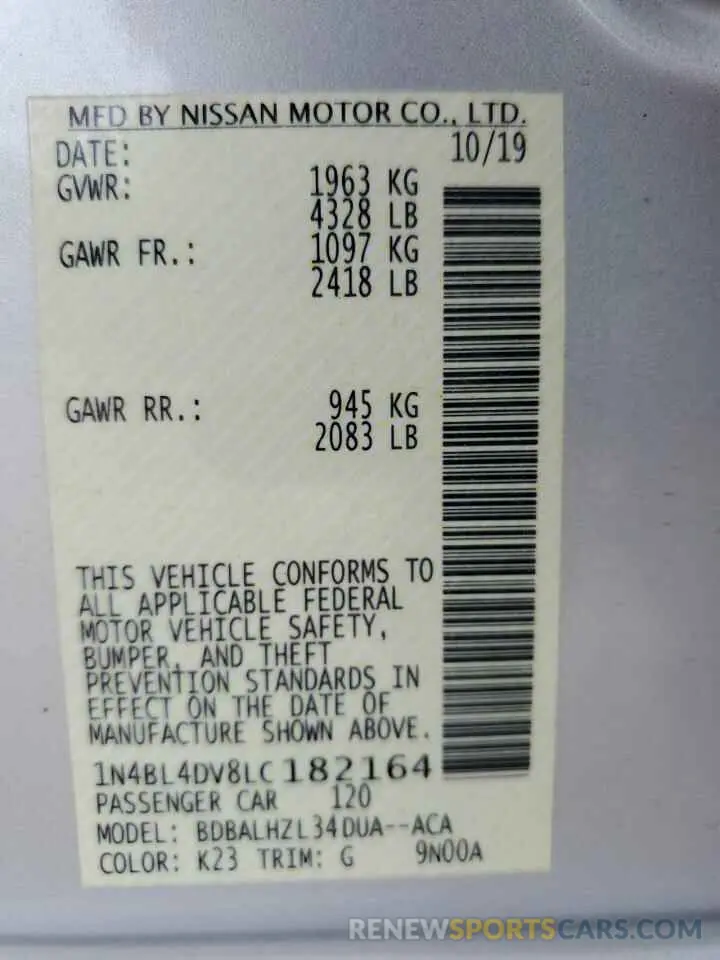 MFD BY NISSAN MOTOR CO., LTD.
DATE: 10/19
GVWR: 1963 KG
4328 LB
GAWR FR.: 1097 KG
2418 LB
GAWR RR.: 945 KG
2083 LB
THIS VEHICLE CONFORMS TO
ALL APPLICABLE FEDERAL
MOTOR VEHICLE SAFETY,
BUMPER, AND THEFT
PREVENTION STANDARDS IN
EFFECT ON THE DATE OF
MANUFACTURE SHOWN ABOVE.
1N4BL4DV8LC182164
PASSENGER CAR 120
MODEL: BDBALHZL34DUA--ACA
COLOR: K23 TRIM: G 9N00A
RENEWSPORTSCARS.COM